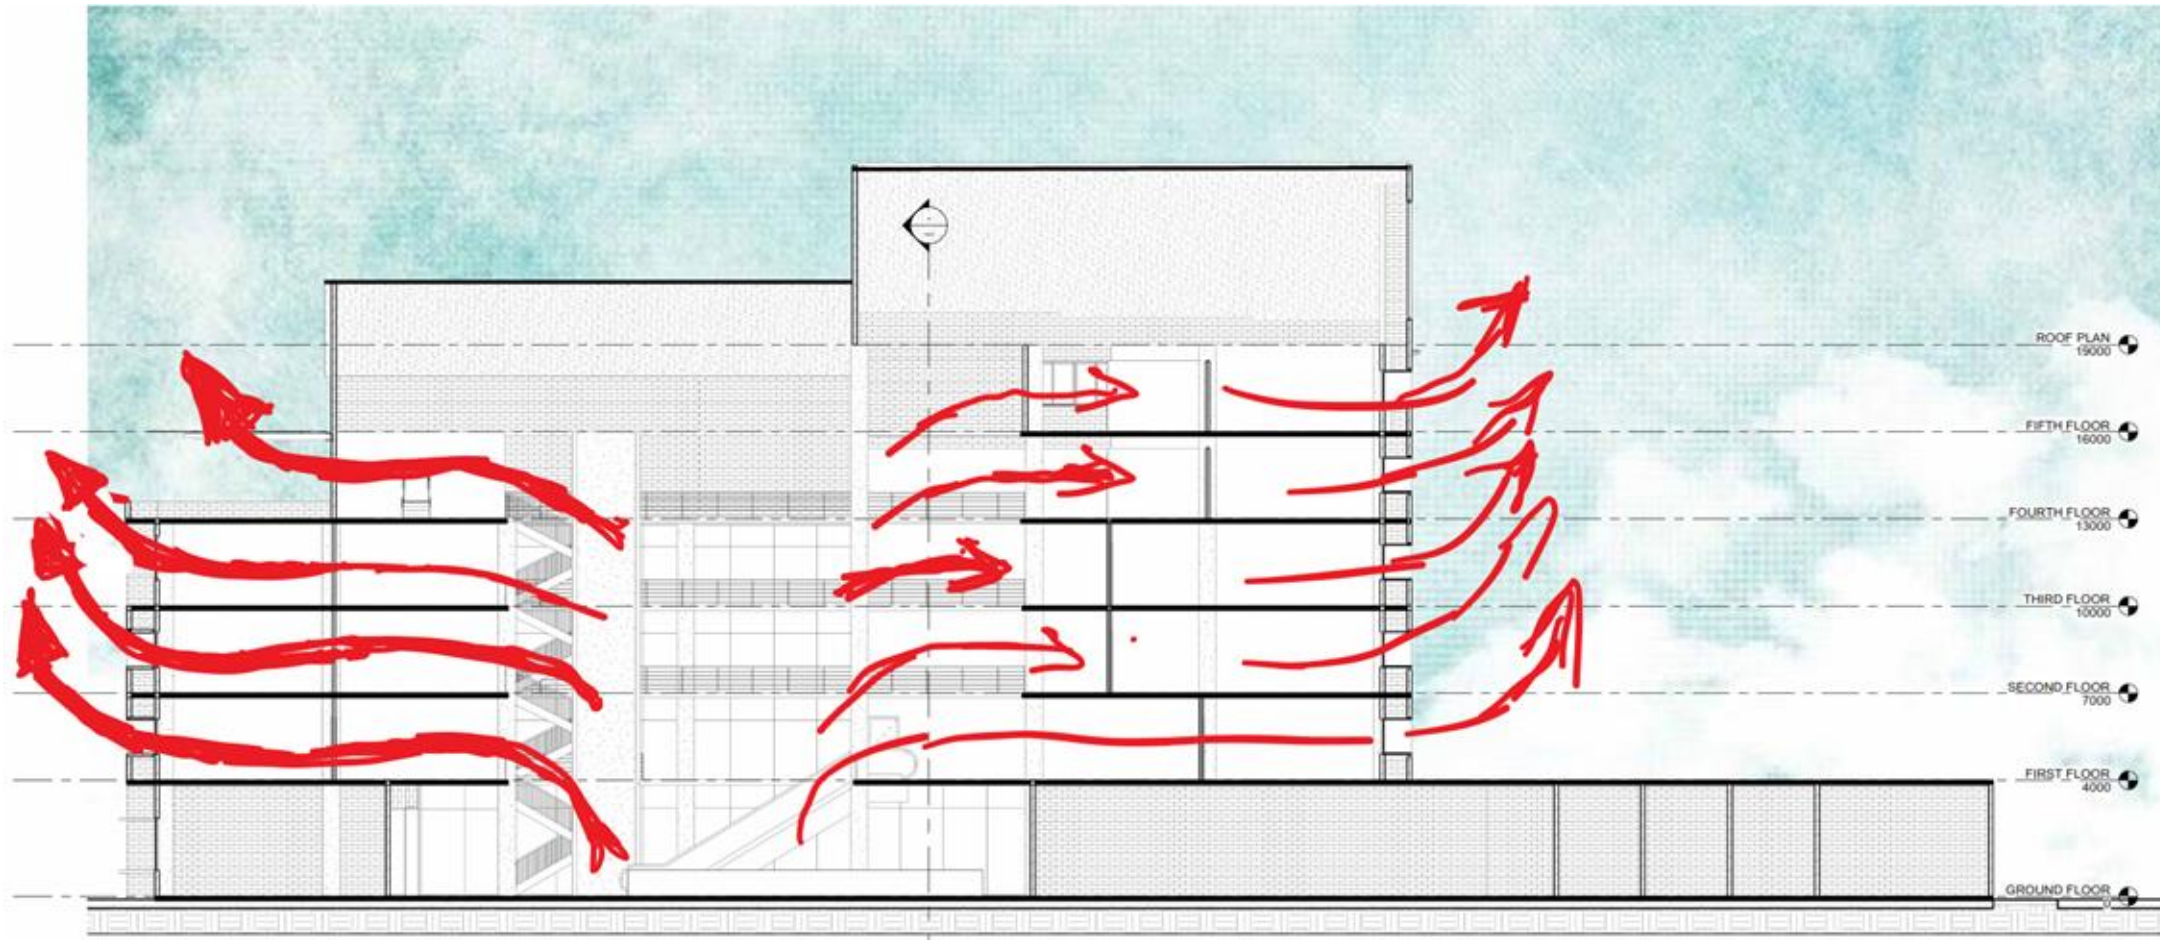 ROOF PLAN
19000
FIFTH FLOOR
16000
FOURTH FLOOR
13000
THIRD FLOOR
10000
SECOND FLOOR
7000
FIRST FLOOR
4000
GROUND FLOOR
0